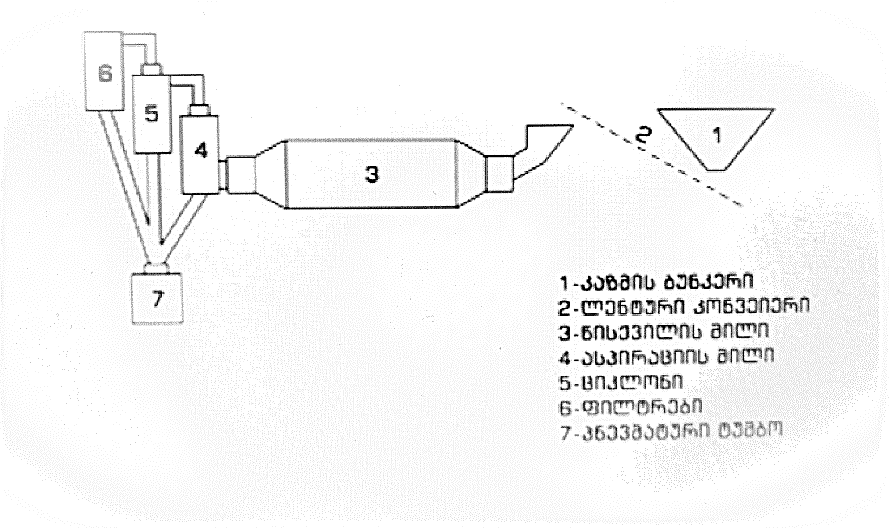 6
5
4
3
2
1
7
1-კაზმის ბუნკერი
2-ლენტური კონვეიერი
3-წისქვილის მილი
4-ასპირაციის მილი
5-ციკლონი
6-ფილტრები
7-პნევმატური ტუმბო